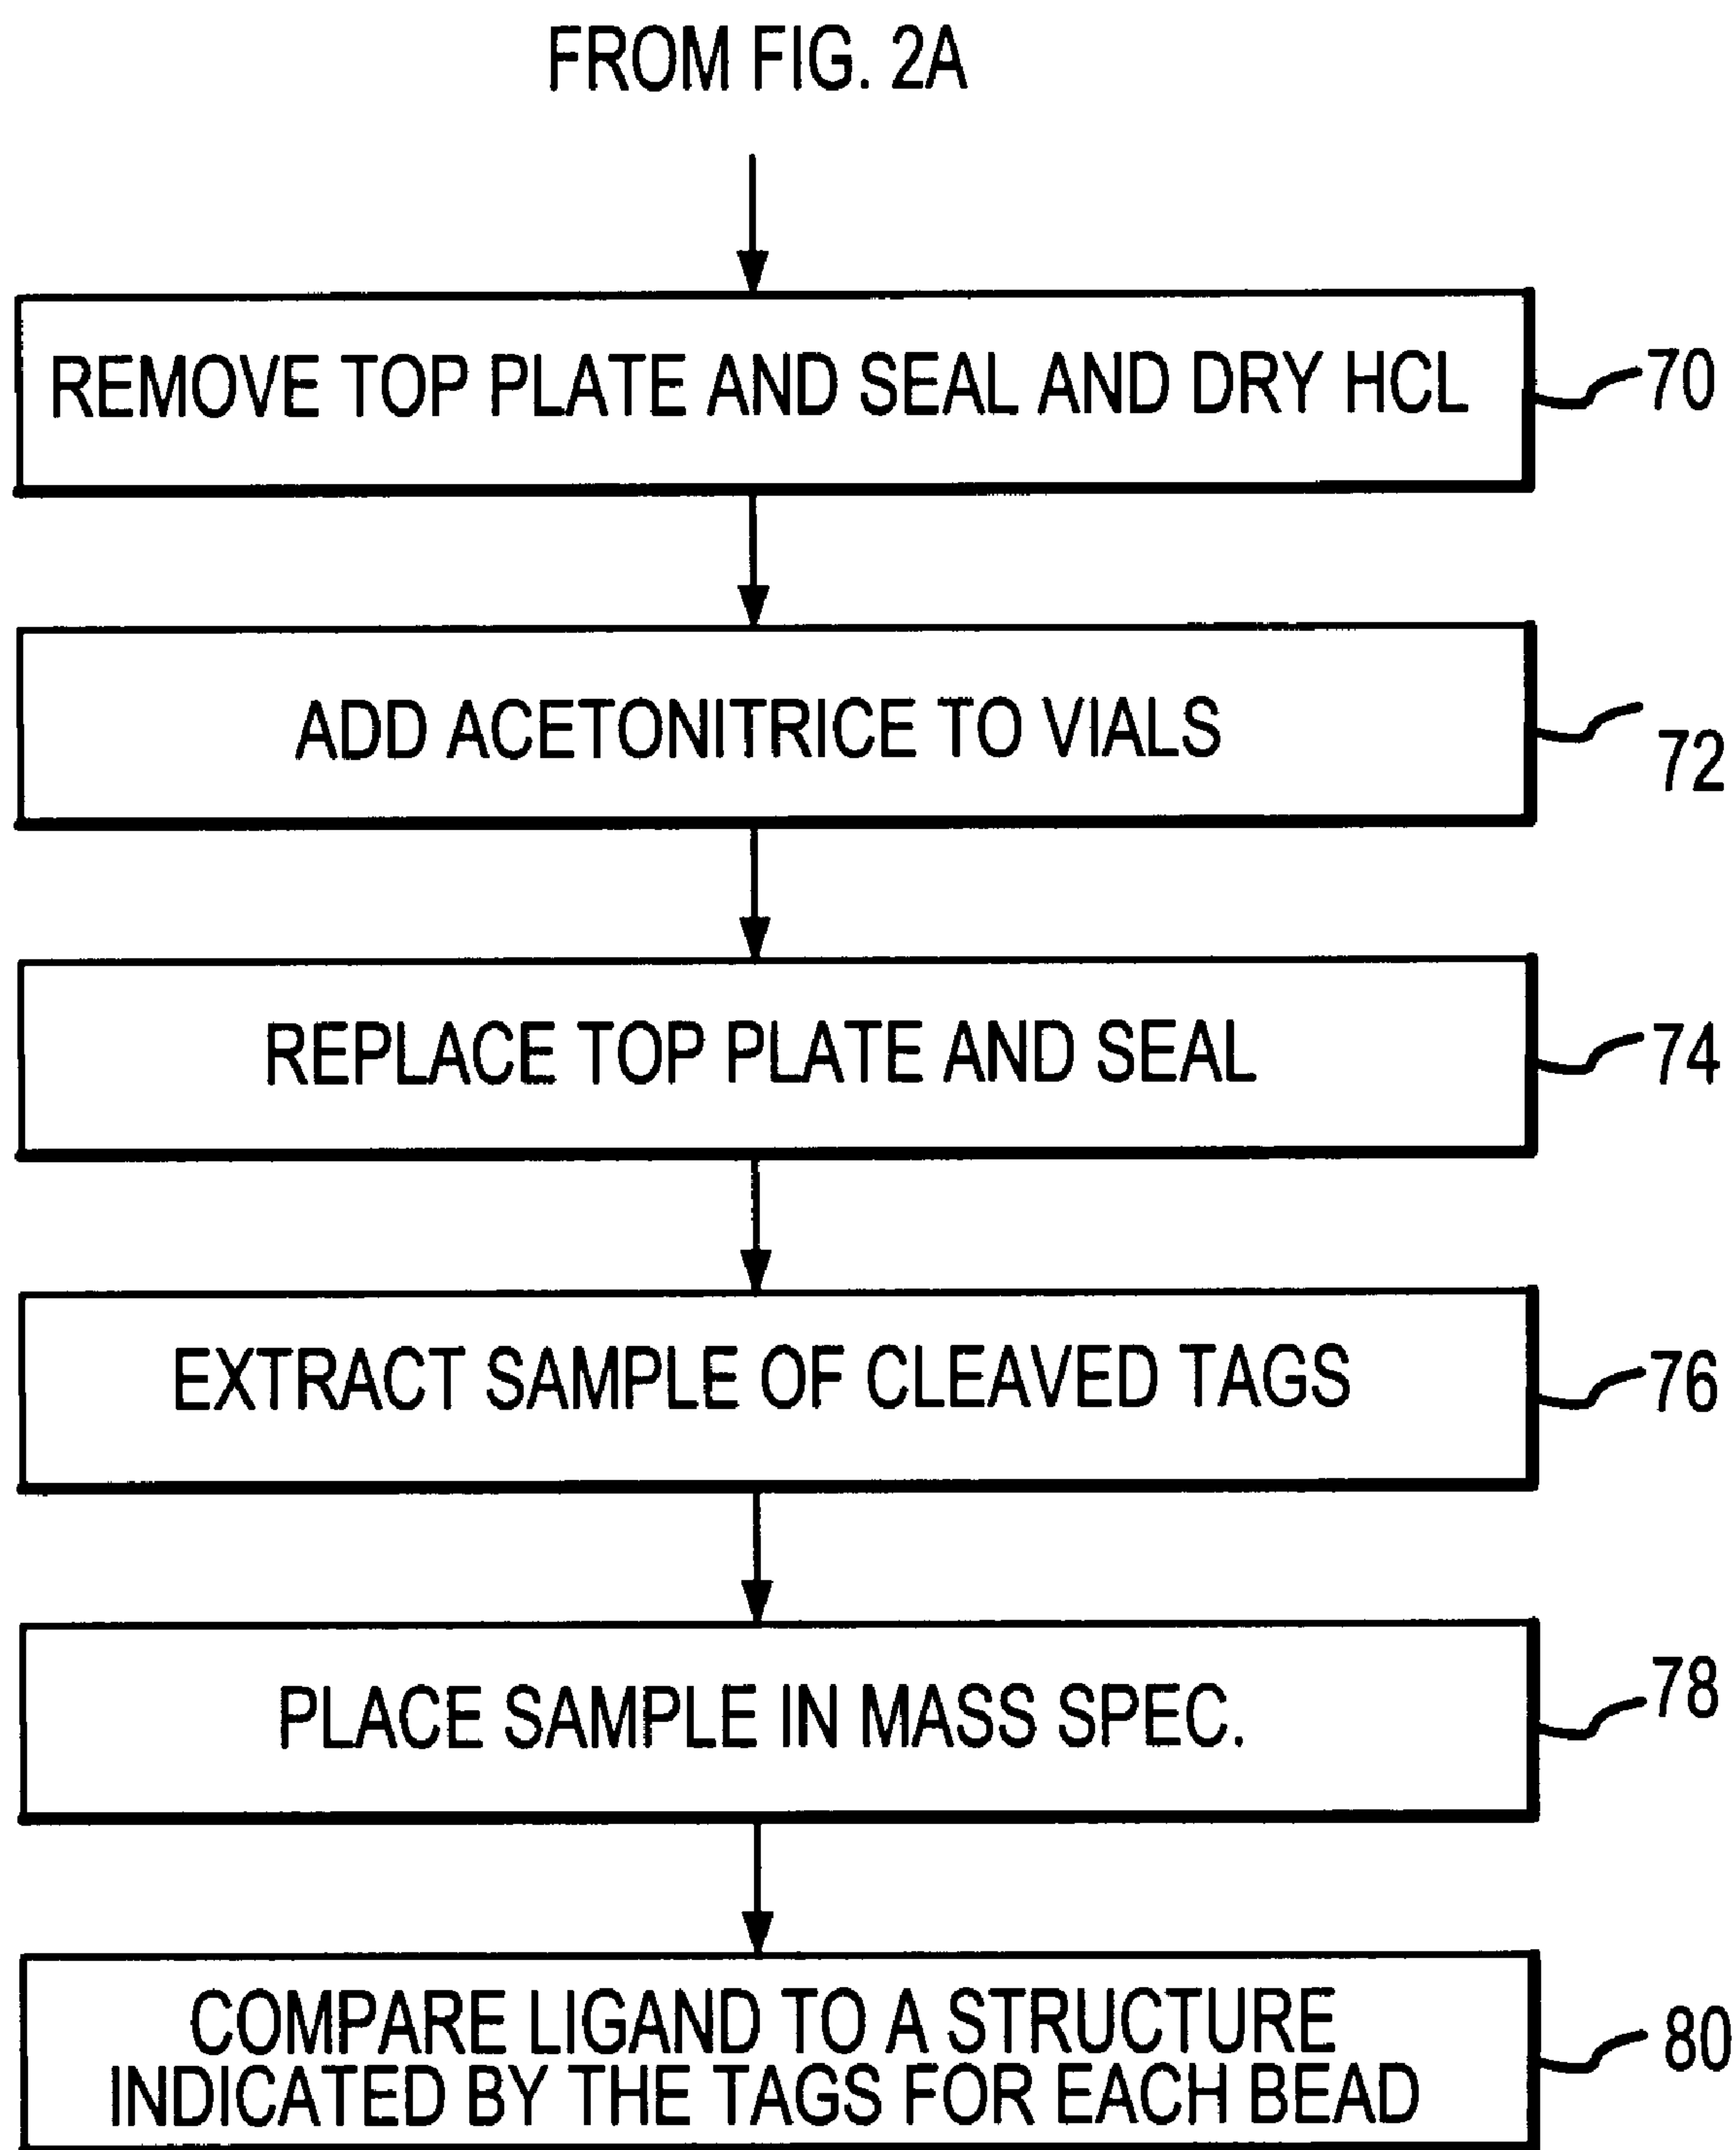 FROM FIG. 2A
REMOVE TOP PLATE AND SEAL AND DRY HCL
70
ADD ACETONITRICE TO VIALS
72
REPLACE TOP PLATE AND SEAL
74
EXTRACT SAMPLE OF CLEAVED TAGS
76
PLACE SAMPLE IN MASS SPEC.
78
COMPARE LIGAND TO A STRUCTURE
INDICATED BY THE TAGS FOR EACH BEAD
80